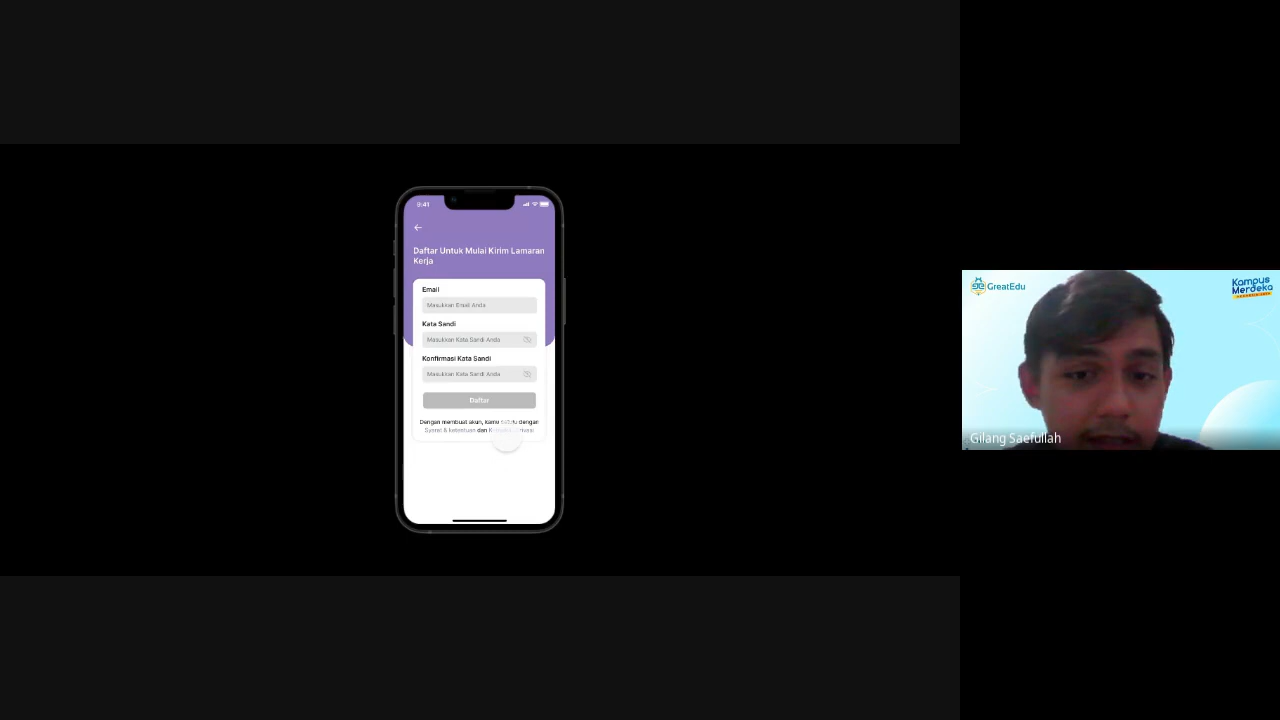 9:41
Daftar Untuk Mulai Kirim Lamaran
Kerja
Email
Masukkan Email Anda
Kata Sandi
Masukkan Kata Sandi Anda
Konfirmasi Kata Sandi
Masukkan Kata Sandi Anda
Daftar
Dengan membuat akun, kamu setuju dengan
Syarat & ketentuan dan
GreatEdu
Kampus
Merdeka
Gilang Saefullah